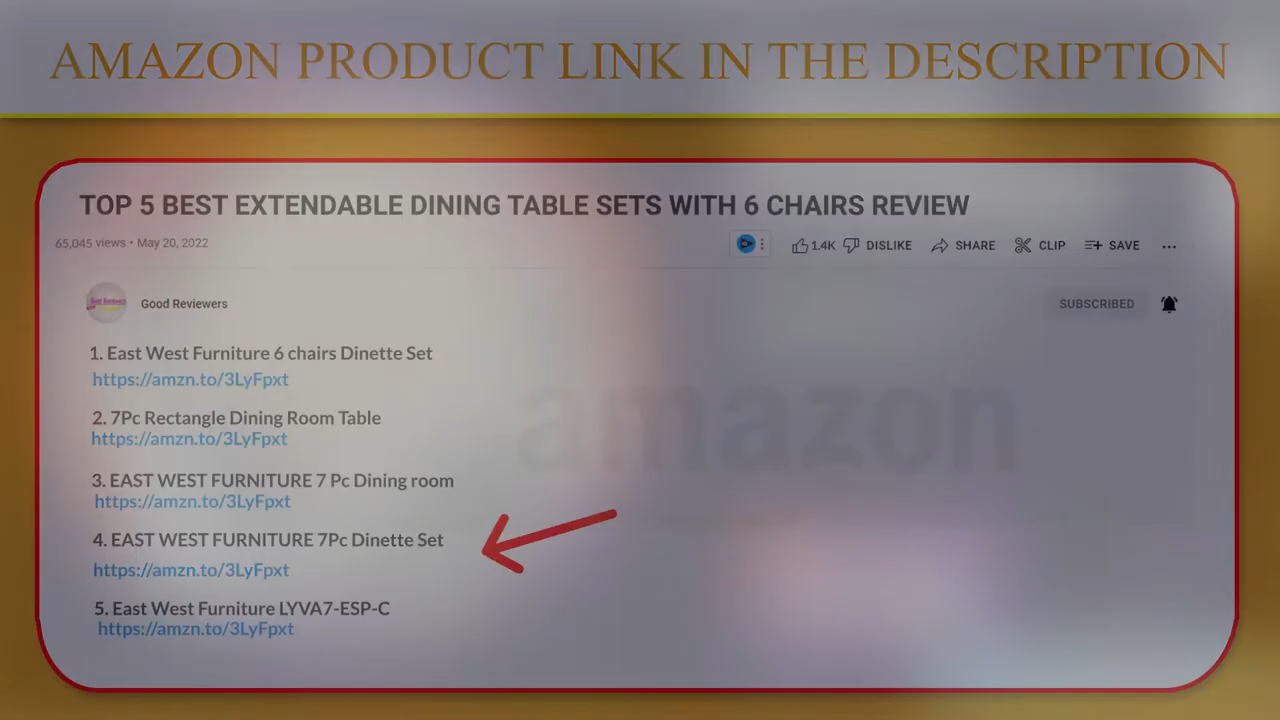 AMAZON PRODUCT LINK IN THE DESCRIPTION
TOP 5 BEST EXTENDABLE DINING TABLE SETS WITH 6 CHAIRS REVIEW
65,045 views • May 20, 2022
1.4K DISLIKE SHARE CLIP SAVE ...
Good Reviewers
SUBSCRIBED
1. East West Furniture 6 chairs Dinette Set
https://amzn.to/3LyFpxt
2. 7Pc Rectangle Dining Room Table
https://amzn.to/3LyFpxt
amazon
3. EAST WEST FURNITURE 7 Pc Dining room
https://amzn.to/3LyFpxt
4. EAST WEST FURNITURE 7Pc Dinette Set
https://amzn.to/3LyFpxt
5. East West Furniture LYVA7-ESP-C
https://amzn.to/3LyFpxt